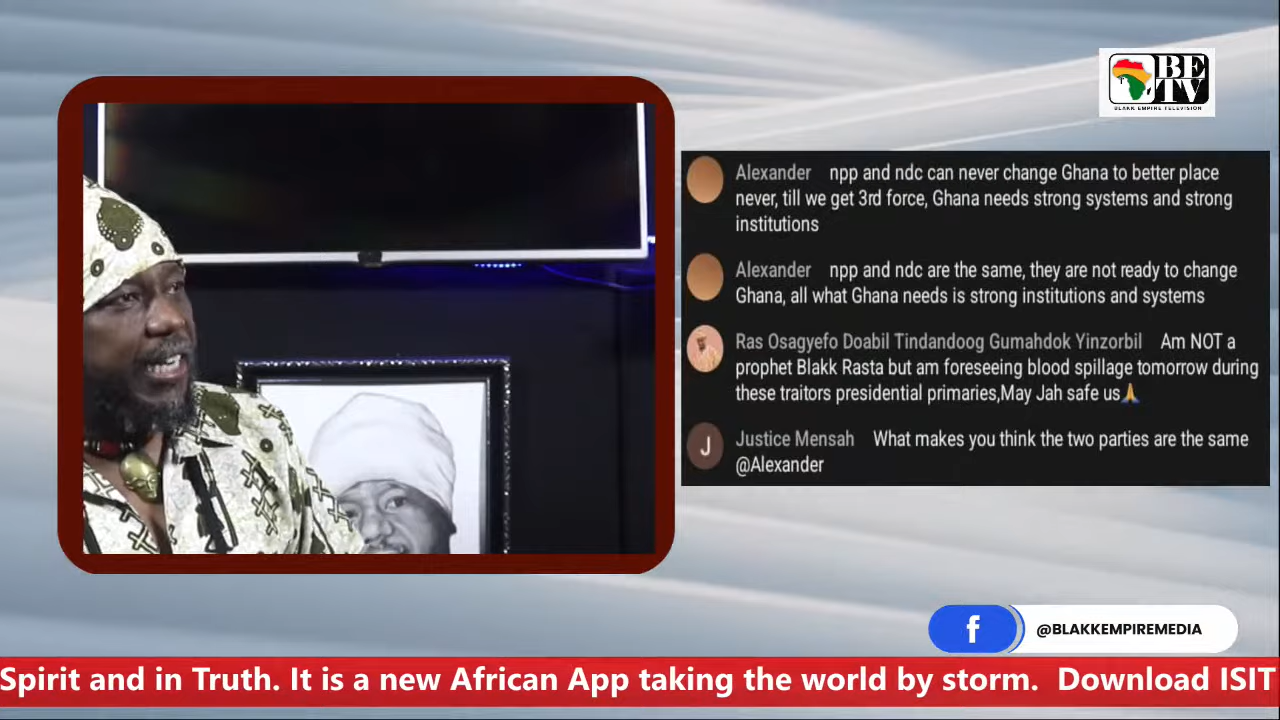 BE
TV
BLAKK EMPIRE TELEVISION
Alexander npp and ndc can never change Ghana to better place
never, till we get 3rd force, Ghana needs strong systems and strong
institutions
Alexander npp and ndc are the same, they are not ready to change
Ghana, all what Ghana needs is strong institutions and systems
Ras Osagyefo Doabil Tindandoog Gumahdok Yinzorbil Am NOT a
prophet Blakk Rasta but am foreseeing blood spillage tomorrow during
these traitors presidential primaries,May Jah safe us🙏
J Justice Mensah What makes you think the two parties are the same
@Alexander
f @BLAKKEMPIREMEDIA
Spirit and in Truth. It is a new African App taking the world by storm. Download ISIT